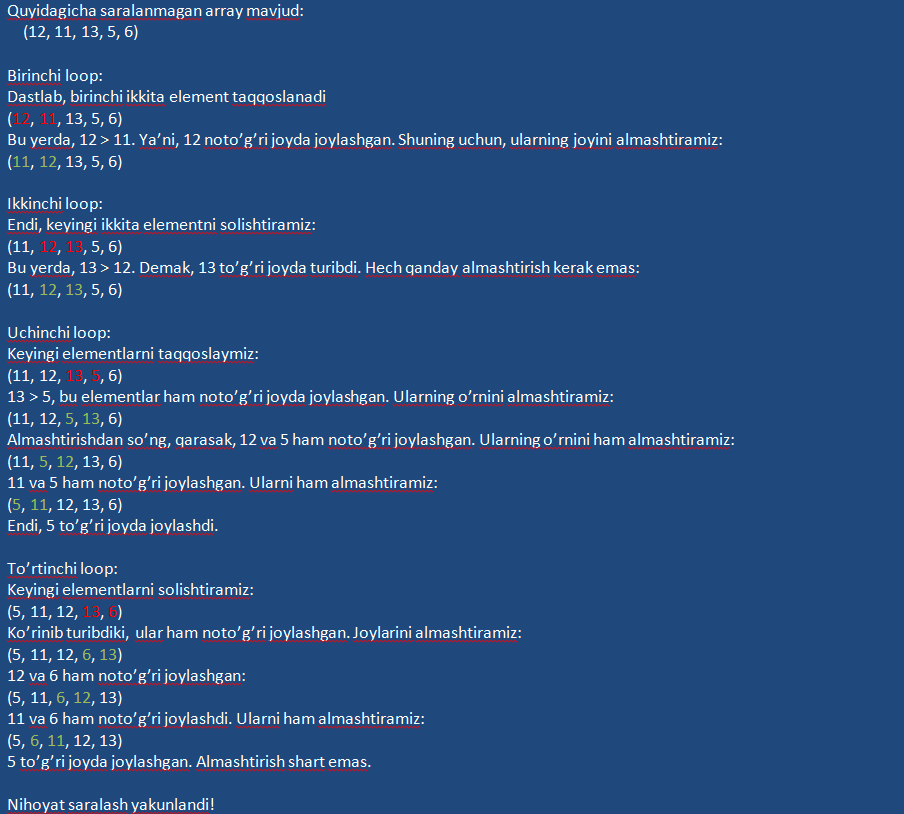 Quyidagicha saralanmagan array mavjud:
(12, 11, 13, 5, 6)
Birinchi loop:
Dastlab, birinchi ikkita element taqqoslanadi
(12, 11, 13, 5, 6)
Bu yerda, 12 > 11. Ya’ni, 12 noto’g’ri joyda joylashgan. Shuning uchun, ularning joyini almashtiramiz:
(11, 12, 13, 5, 6)
Ikkinchi loop:
Endi, keyingi ikkita elementni solishtiramiz:
(11, 12, 13, 5, 6)
Bu yerda, 13 > 12. Demak, 13 to’g’ri joyda turibdi. Hech qanday almashtirish kerak emas:
(11, 12, 13, 5, 6)
Uchinchi loop:
Keyingi elementlarni taqqoslaymiz:
(11, 12, 13, 5, 6)
13 > 5, bu elementlar ham noto’g’ri joyda joylashgan. Ularning o’rnini almashtiramiz:
(11, 12, 5, 13, 6)
Almashtirishdan so’ng, qarasak, 12 va 5 ham noto’g’ri joylashgan. Ularning o’rnini ham almashtiramiz:
(11, 5, 12, 13, 6)
11 va 5 ham noto’g’ri joylashgan. Ularni ham almashtiramiz:
(5, 11, 12, 13, 6)
Endi, 5 to’g’ri joyda joylashdi.
To’rtinchi loop:
Keyingi elementlarni solishtiramiz:
(5, 11, 12, 13, 6)
Ko’rinib turibdiki, ular ham noto’g’ri joylashgan. Joylarini almashtiramiz:
(5, 11, 12, 6, 13)
12 va 6 ham noto’g’ri joylashgan:
(5, 11, 6, 12, 13)
11 va 6 ham noto’g’ri joylashdi. Ularni ham almashtiramiz:
(5, 6, 11, 12, 13)
5 to’g’ri joyda joylashgan. Almashtirish shart emas.
Nihoyat saralash yakunlandi!